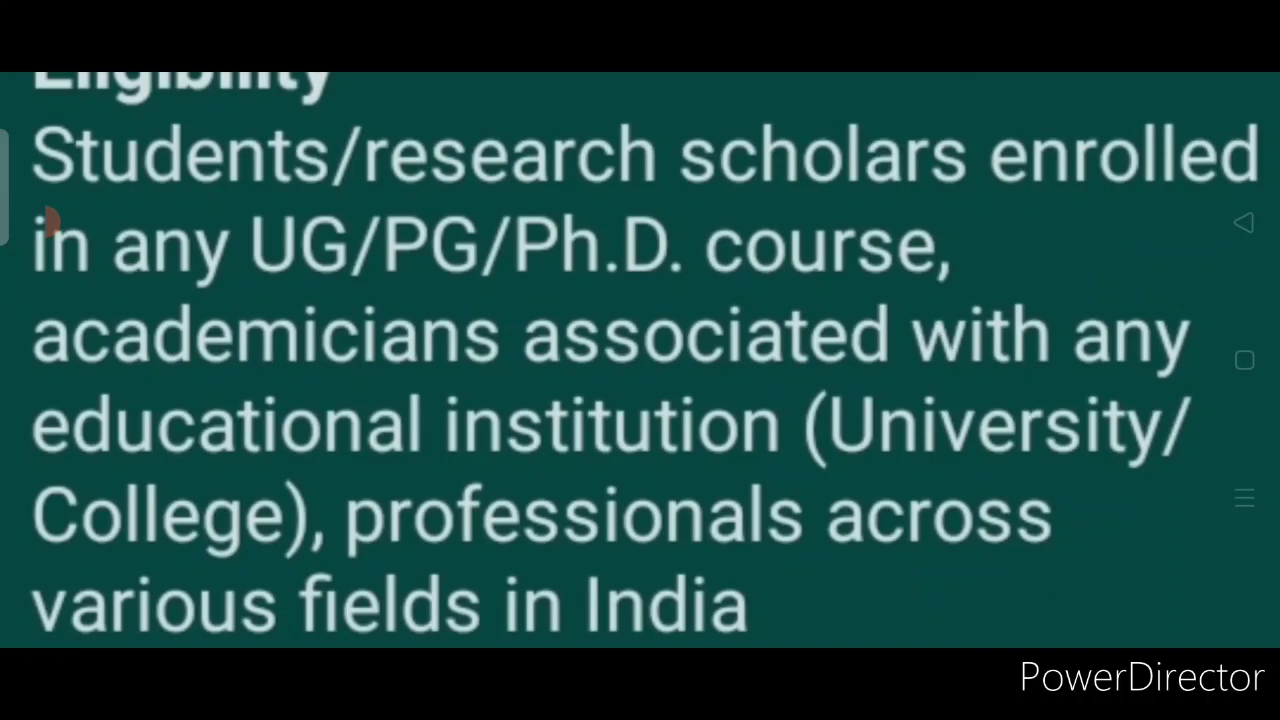 Eligibility
Students/research scholars enrolled
in any UG/PG/Ph.D. course,
academicians associated with any
educational institution (University/
College), professionals across
various fields in India
PowerDirector